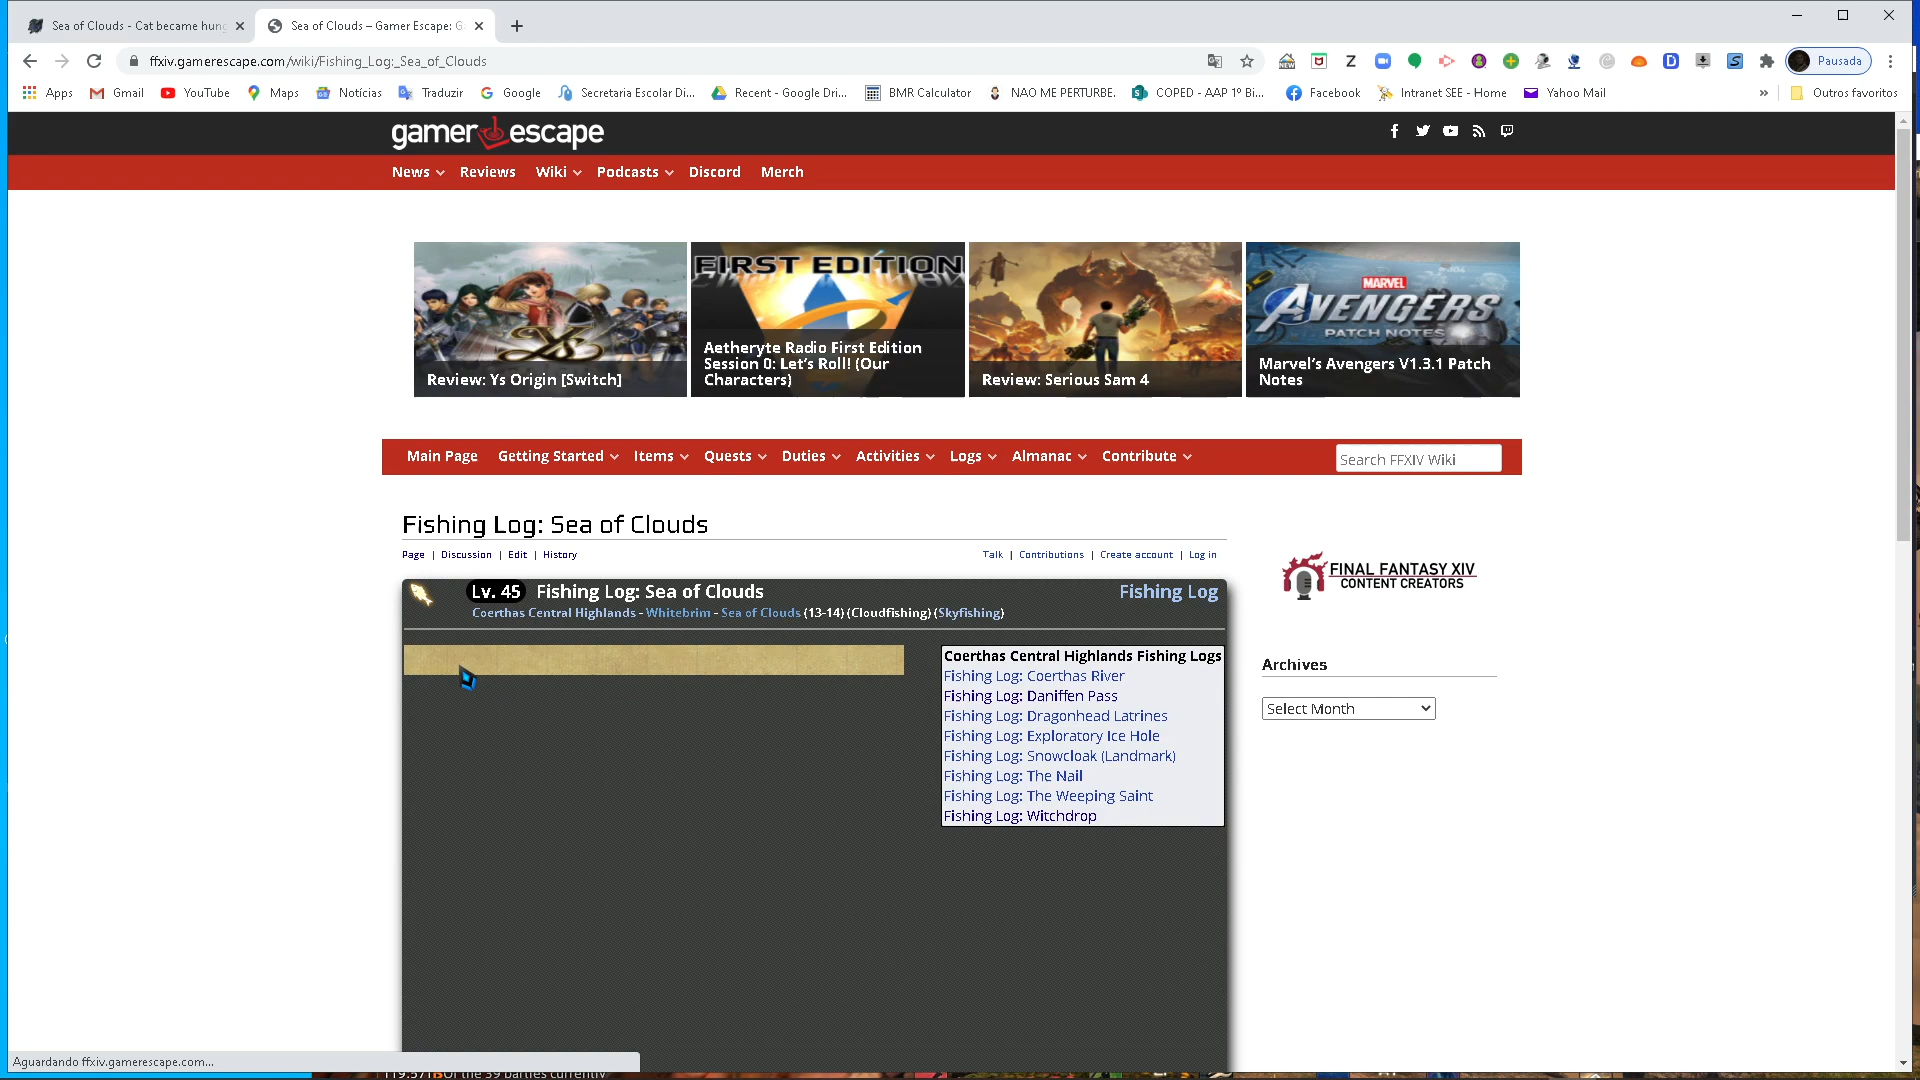 Sea of Clouds - Cat became hung
Sea of Clouds – Gamer Escape: G
ffxiv.gamerescape.com/wiki/Fishing_Log:_Sea_of_Clouds
Pausada
Apps
Gmail
YouTube
Maps
Notícias
Traduzir
Google
Secretaria Escolar Di...
Recent - Google Dri...
BMR Calculator
NAO ME PERTURBE.
COPED - AAP 1º Bi...
Facebook
Intranet SEE - Home
Yahoo Mail
»
Outros favoritos
gamer escape
News
Reviews
Wiki
Podcasts
Discord
Merch
Ys
Review: Ys Origin [Switch]
FIRST EDITION
Aetheryte Radio First Edition
Session 0: Let's Roll! (Our
Characters)
Review: Serious Sam 4
MARVEL
AVENGERS
PATCH NOTES
Marvel's Avengers V1.3.1 Patch
Notes
Main Page
Getting Started
Items
Quests
Duties
Activities
Logs
Almanac
Contribute
Search FFXIV Wiki
Fishing Log: Sea of Clouds
Page | Discussion | Edit | History
Talk | Contributions | Create account | Log in
Lv. 45 Fishing Log: Sea of Clouds
Fishing Log
Coerthas Central Highlands - Whitebrim - Sea of Clouds (13-14) (Cloudfishing) (Skyfishing)
Coerthas Central Highlands Fishing Logs
Fishing Log: Coerthas River
Fishing Log: Daniffen Pass
Fishing Log: Dragonhead Latrines
Fishing Log: Exploratory Ice Hole
Fishing Log: Snowcloak (Landmark)
Fishing Log: The Nail
Fishing Log: The Weeping Saint
Fishing Log: Witchdrop
FINAL FANTASY XIV
CONTENT CREATORS
Archives
Select Month
Aguardando ffxiv.gamerescape.com...
Of the 39 parties currently